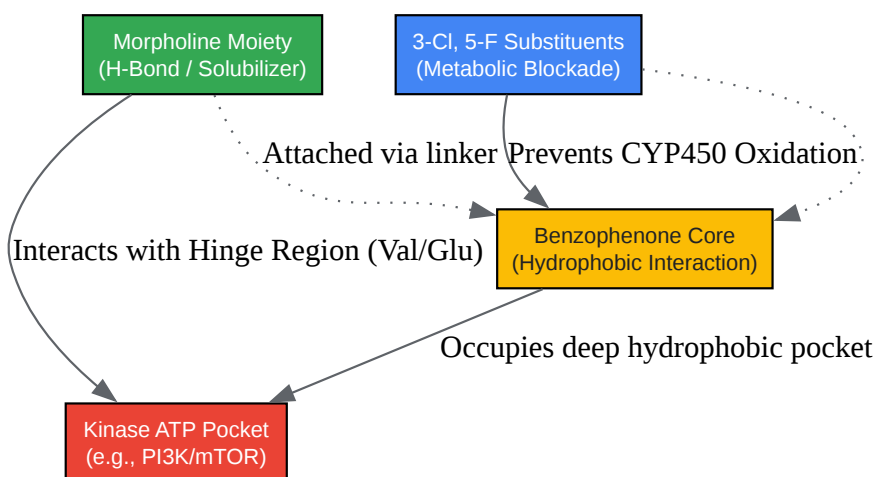 Morpholine Moiety
(H-Bond / Solubilizer)
3-Cl, 5-F Substituents
(Metabolic Blockade)
Attached via linker
Prevents CYP450 Oxidation
Benzophenone Core
(Hydrophobic Interaction)
Interacts with Hinge Region (Val/Glu)
Occupies deep hydrophobic pocket
Kinase ATP Pocket
(e.g., PI3K/mTOR)